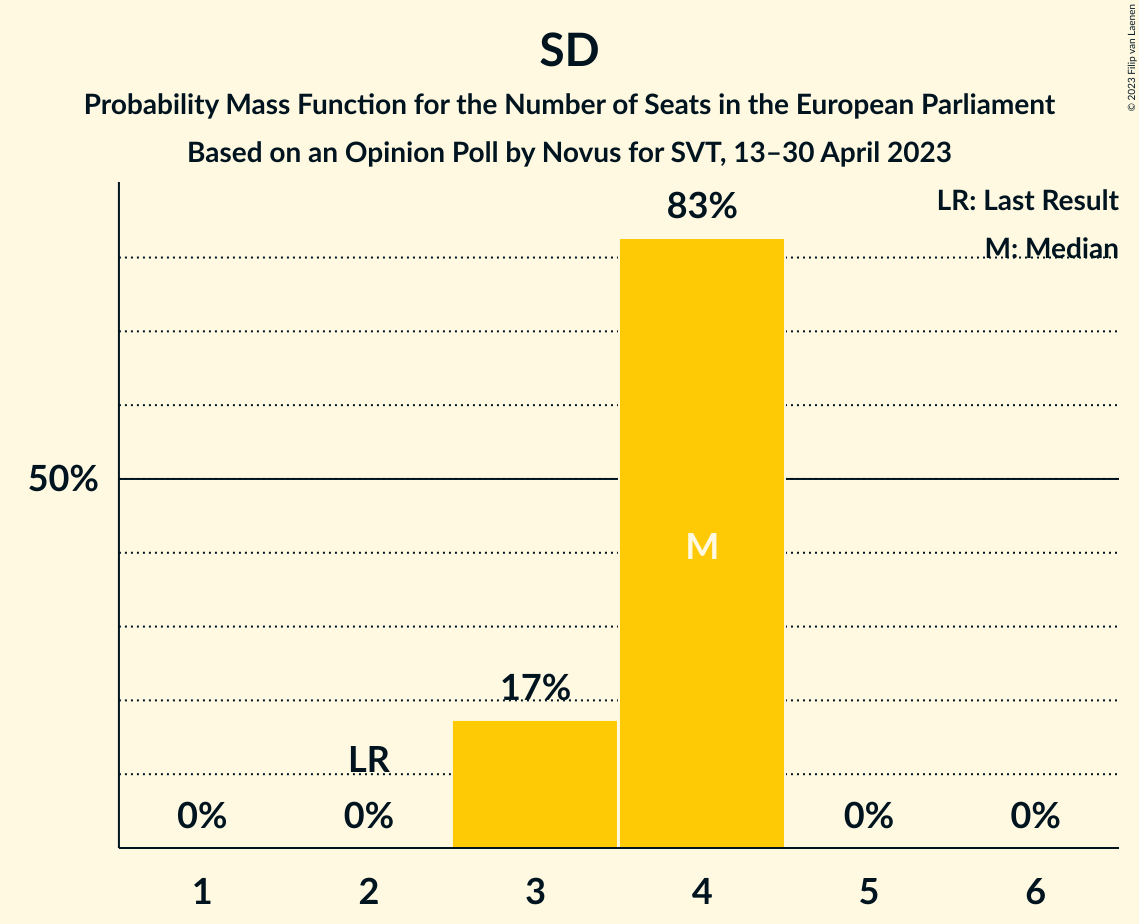 SD
Probability Mass Function for the Number of Seats in the European Parliament
Based on an Opinion Poll by Novus for SVT, 13–30 April 2023
© 2023 Filip van Laenen
LR: Last Result
M: Median
83%
50%
M
17%
LR
0% 0% 0% 0%
1 2 3 4 5 6